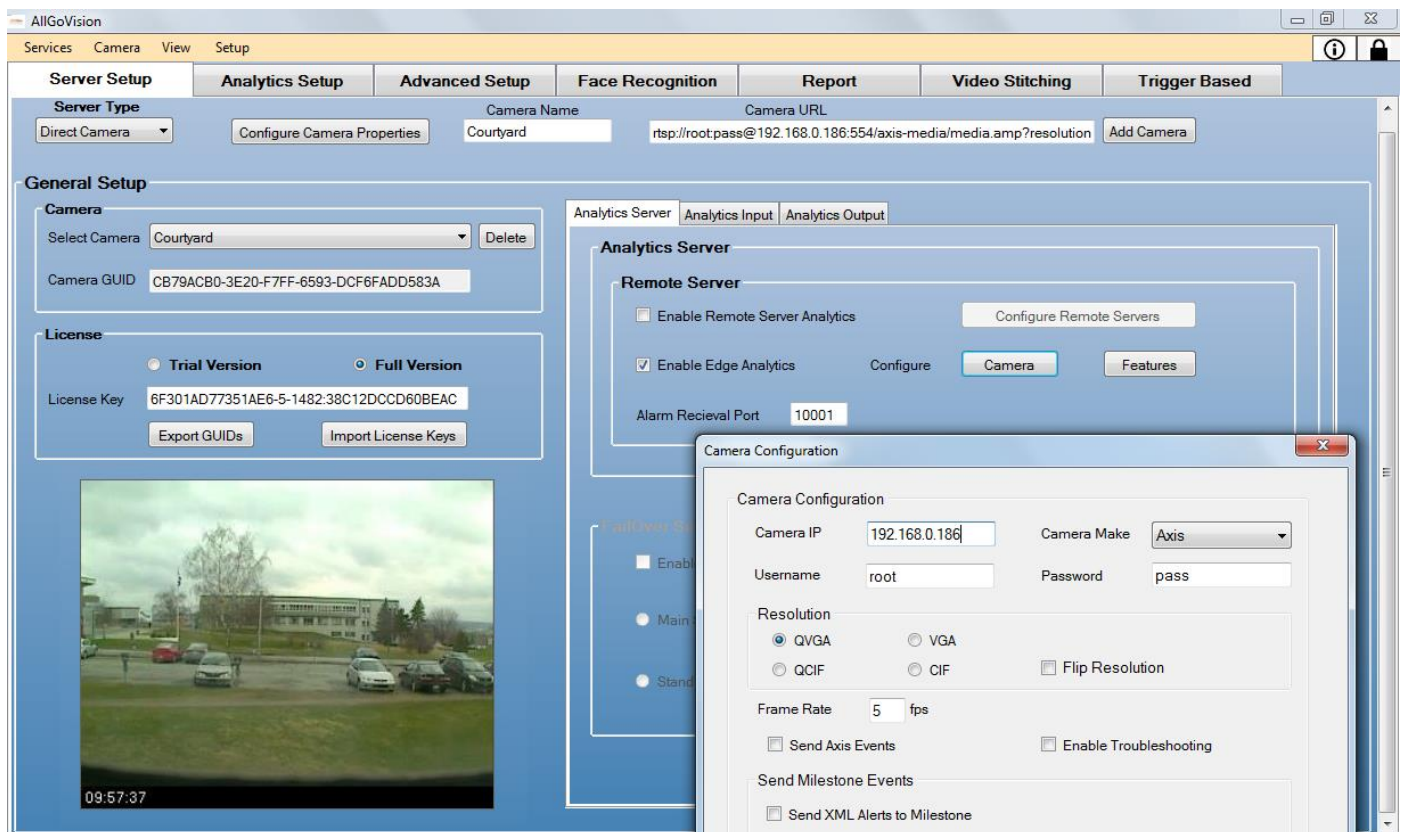 AllGoVision
Services Camera View Setup
Server Setup Analytics Setup Advanced Setup Face Recognition Report Video Stitching Trigger Based
Server Type Camera Name Camera URL
Direct Camera Configure Camera Properties Courtyard rtsp://root:pass@192.168.0.186:554/axis-media/media.amp?resolution Add Camera
General Setup
Camera
Select Camera Courtyard Delete
Camera GUID CB79ACB0-3E20-F7FF-6593-DCF6FADD583A
License
Trial Version Full Version
License Key 6F301AD77351AE6-5-1482:38C12DCCD60BEAC
Export GUIDs Import License Keys
09:57:37
Analytics Server Analytics Input Analytics Output
Analytics Server
Remote Server
Enable Remote Server Analytics Configure Remote Servers
Enable Edge Analytics Configure Camera Features
Alarm Recieval Port 10001
FailOver
Enabl
Main
Stand
Camera Configuration
Camera Configuration
Camera IP 192.168.0.186 Camera Make Axis
Username root Password pass
Resolution
QVGA VGA
QCIF CIF Flip Resolution
Frame Rate 5 fps
Send Axis Events Enable Troubleshooting
Send Milestone Events
Send XML Alerts to Milestone